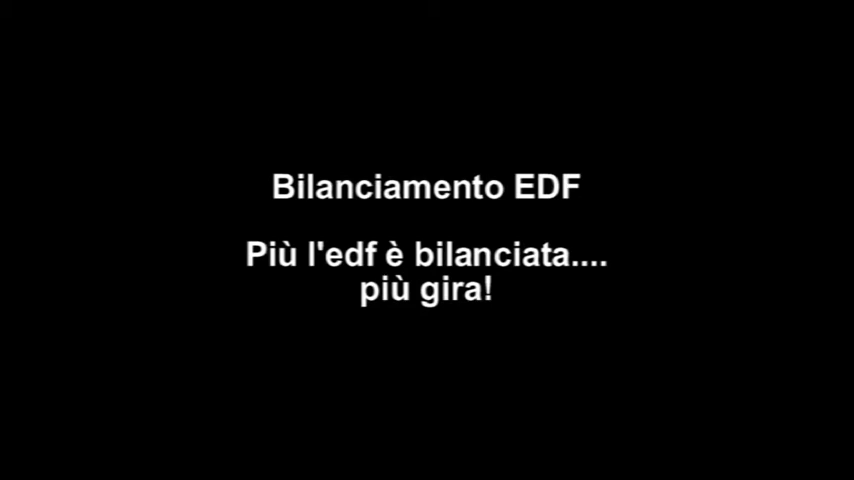 Bilanciamento EDF
Più l'edf è bilanciata....
più gira!